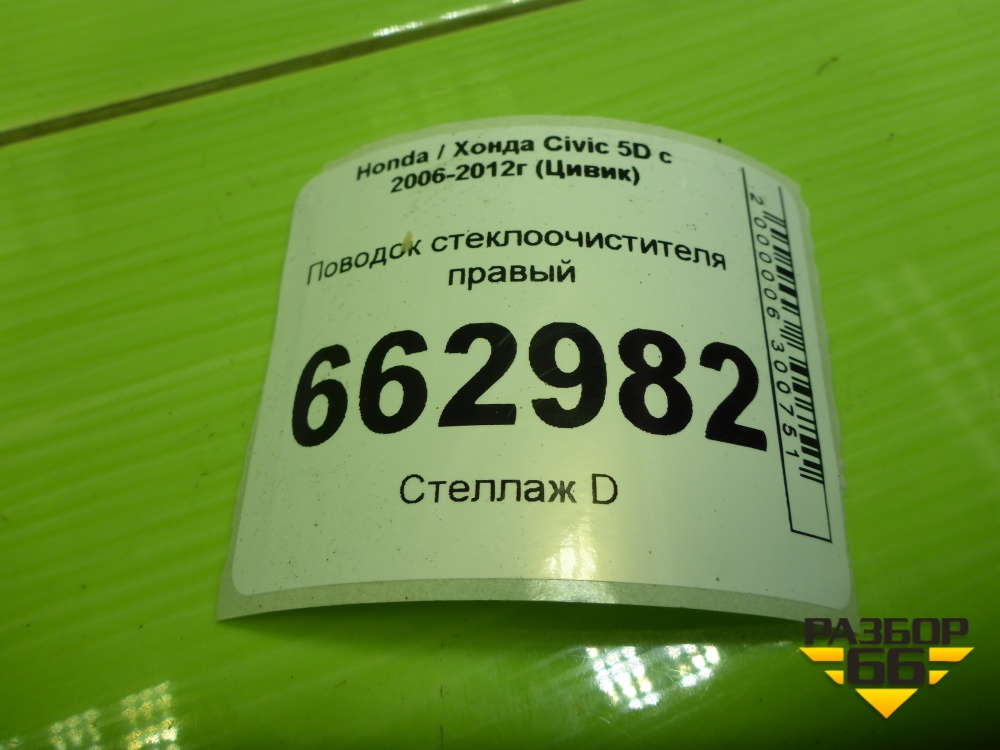 Honda / Хонда Civic 5D с
2006-2012г (Цивик)
Поводок стеклоочистителя
правый
662982
Стеллаж D
2000006300751
РАЗБОР
66